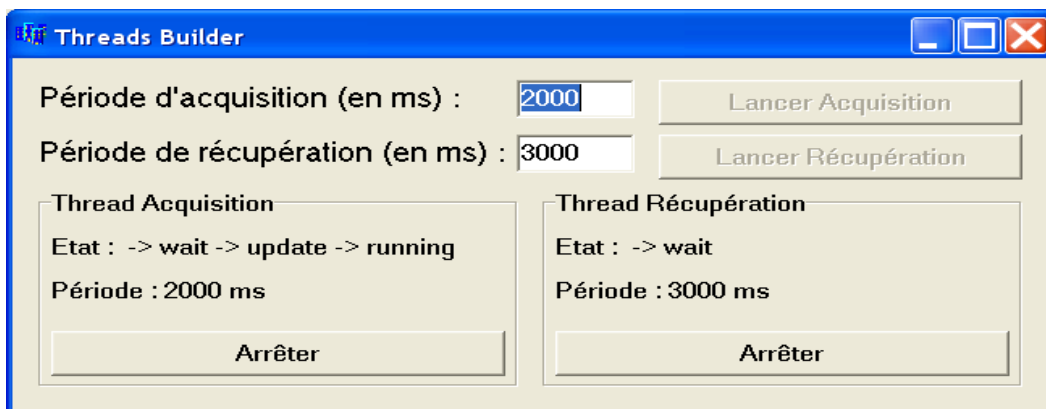 Threads Builder
Période d'acquisition (en ms) : 2000 Lancer Acquisition
Période de récupération (en ms) : 3000 Lancer Récupération
Thread Acquisition
Etat : -> wait -> update -> running
Période : 2000 ms
Arrêter
Thread Récupération
Etat : -> wait
Période : 3000 ms
Arrêter